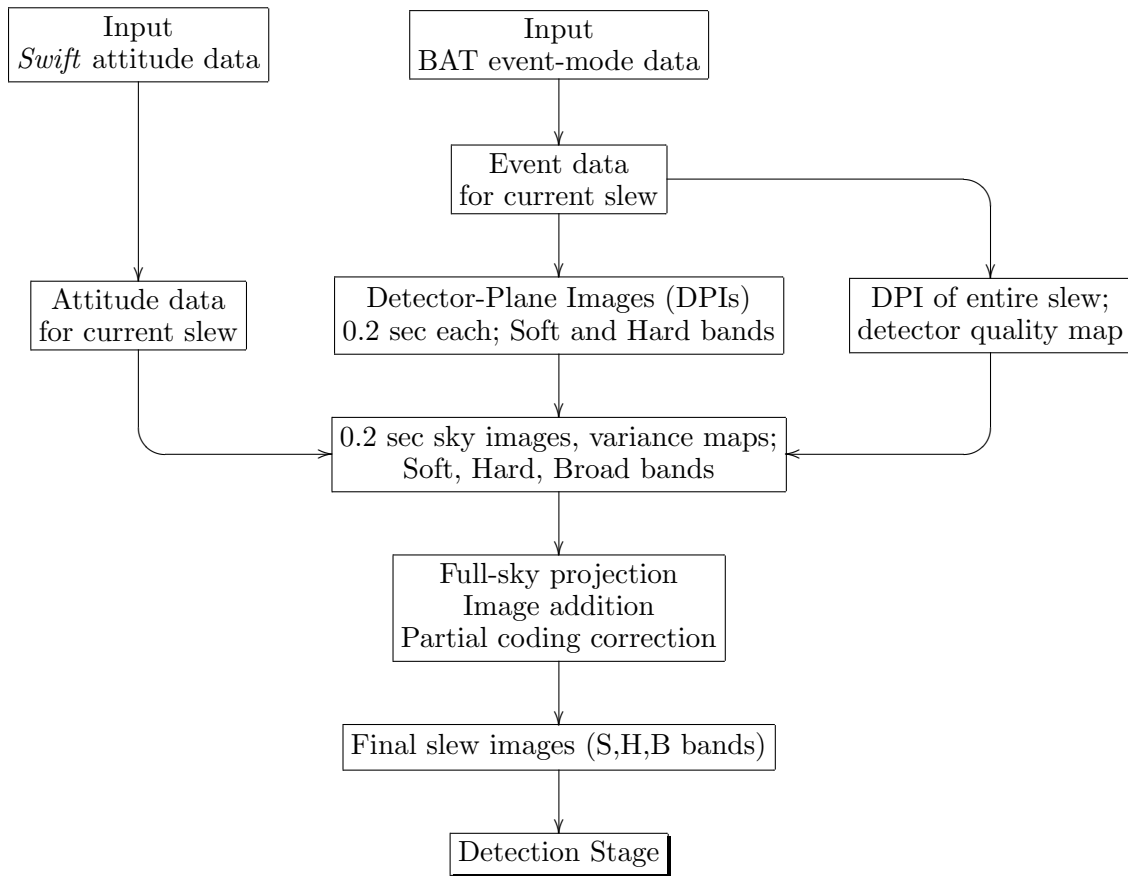 Input
Swift attitude data
Input
BAT event-mode data
Event data
for current slew
Attitude data
for current slew
Detector-Plane Images (DPIs)
0.2 sec each; Soft and Hard bands
DPI of entire slew;
detector quality map
0.2 sec sky images, variance maps;
Soft, Hard, Broad bands
Full-sky projection
Image addition
Partial coding correction
Final slew images (S,H,B bands)
Detection Stage